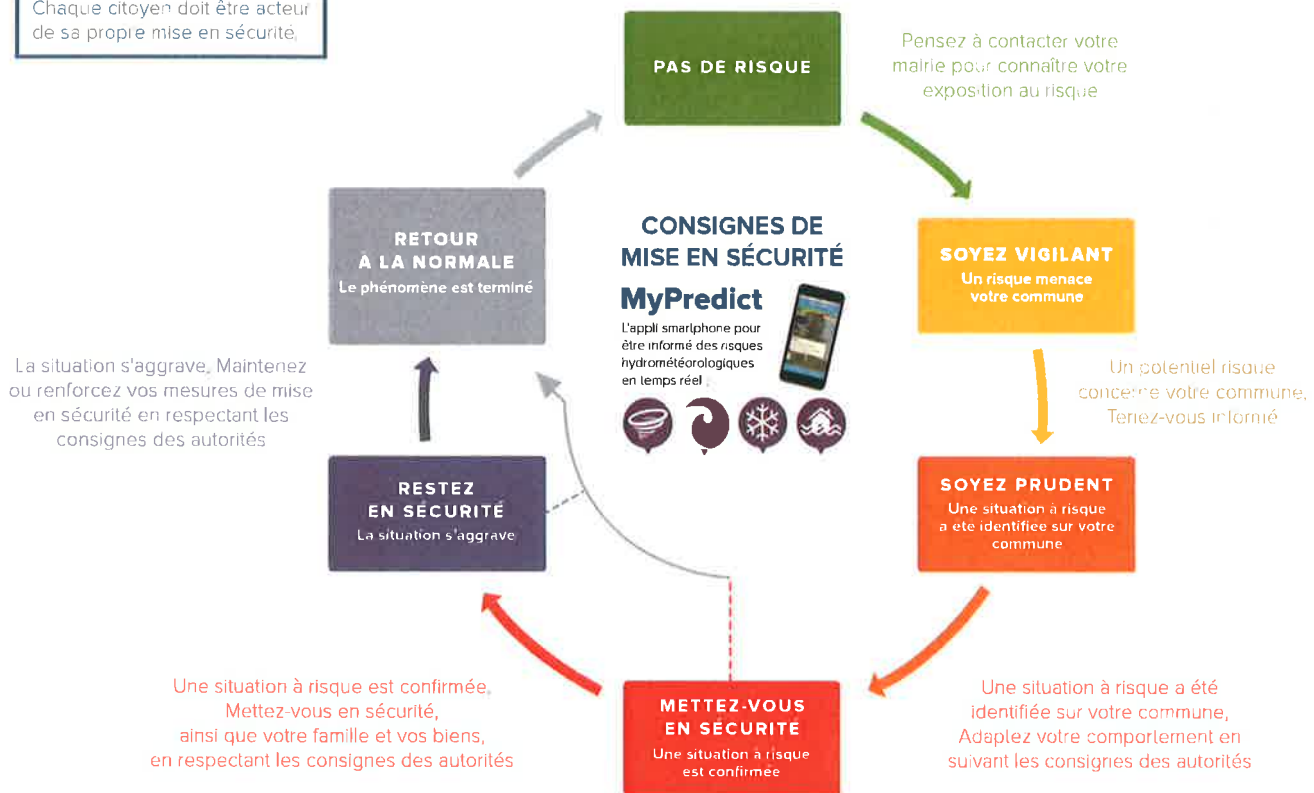 Chaque citoyen doit être acteur
de sa propre mise en sécurité.
PAS DE RISQUE
Pensez à contacter votre
mairie pour connaître votre
exposition au risque
SOYEZ VIGILANT
Un risque menace
votre commune
Un potentiel risque
concerne votre commune,
Tenez-vous informé
SOYEZ PRUDENT
Une situation à risque
a été identifiée sur votre
commune
Une situation à risque a été
identifiée sur votre commune,
Adaptez votre comportement en
suivant les consignes des autorités
METTEZ-VOUS
EN SÉCURITÉ
Une situation à risque
est confirmée
Une situation à risque est confirmée,
Mettez-vous en sécurité,
ainsi que votre famille et vos biens,
en respectant les consignes des autorités
RESTEZ
EN SÉCURITÉ
La situation s'aggrave
La situation s'aggrave, Maintenez
ou renforcez vos mesures de mise
en sécurité en respectant les
consignes des autorités
RETOUR
À LA NORMALE
Le phénomène est terminé
CONSIGNES DE
MISE EN SÉCURITÉ
MyPredict
L'appli smartphone pour
être informé des risques
hydrométéorologiques
en temps réel